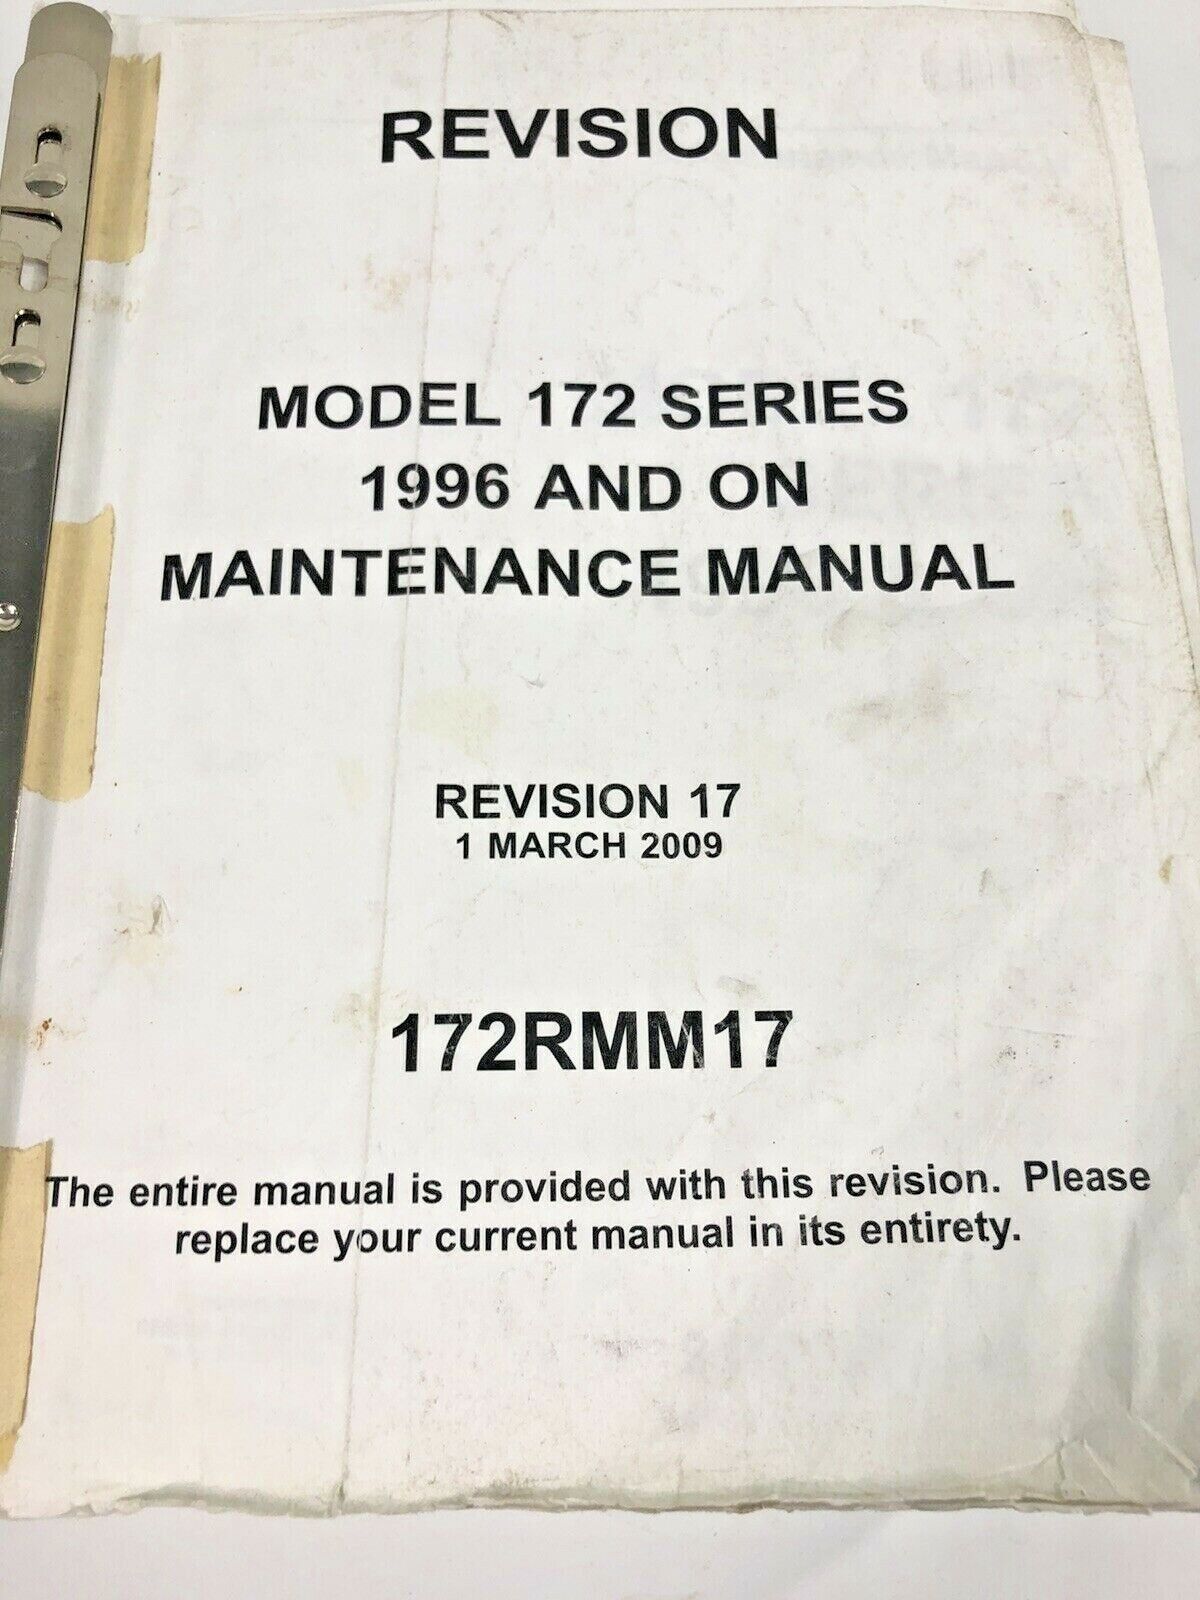 REVISION
MODEL 172 SERIES
1996 AND ON
MAINTENANCE MANUAL
REVISION 17
1 MARCH 2009
172RMM17
The entire manual is provided with this revision. Please
replace your current manual in its entirety.